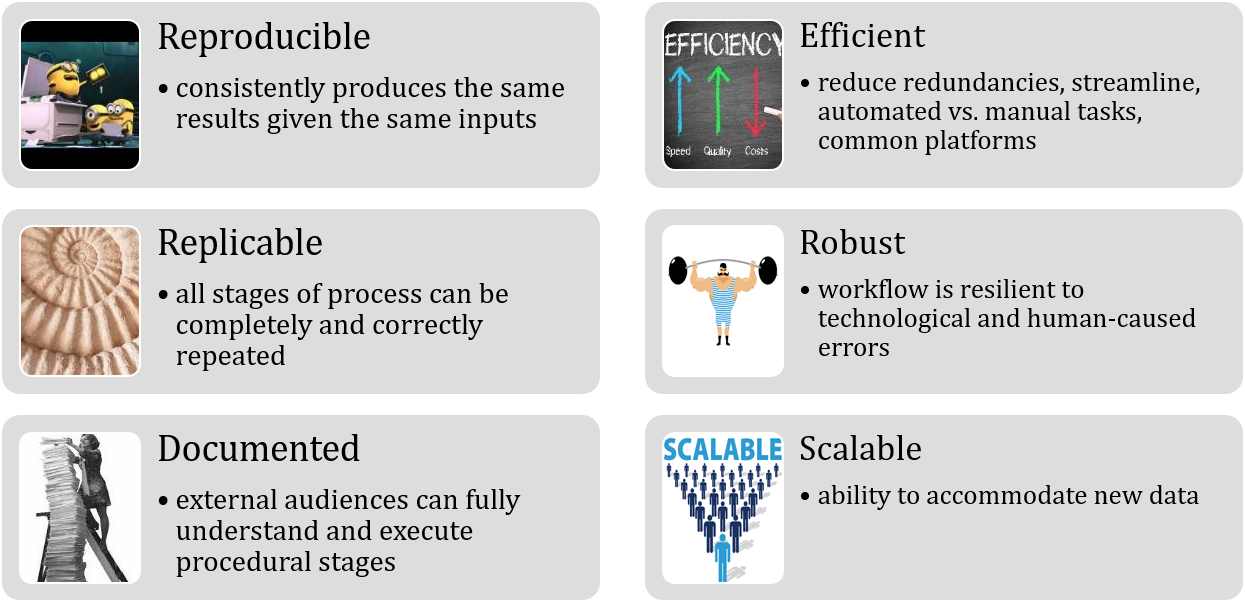 Reproducible
• consistently produces the same
results given the same inputs
Replicable
• all stages of process can be
completely and correctly
repeated
Documented
• external audiences can fully
understand and execute
procedural stages
EFFICIENCY
Speed Quality Costs
Efficient
• reduce redundancies, streamline,
automated vs. manual tasks,
common platforms
Robust
• workflow is resilient to
technological and human-caused
errors
SCALABLE
Scalable
• ability to accommodate new data